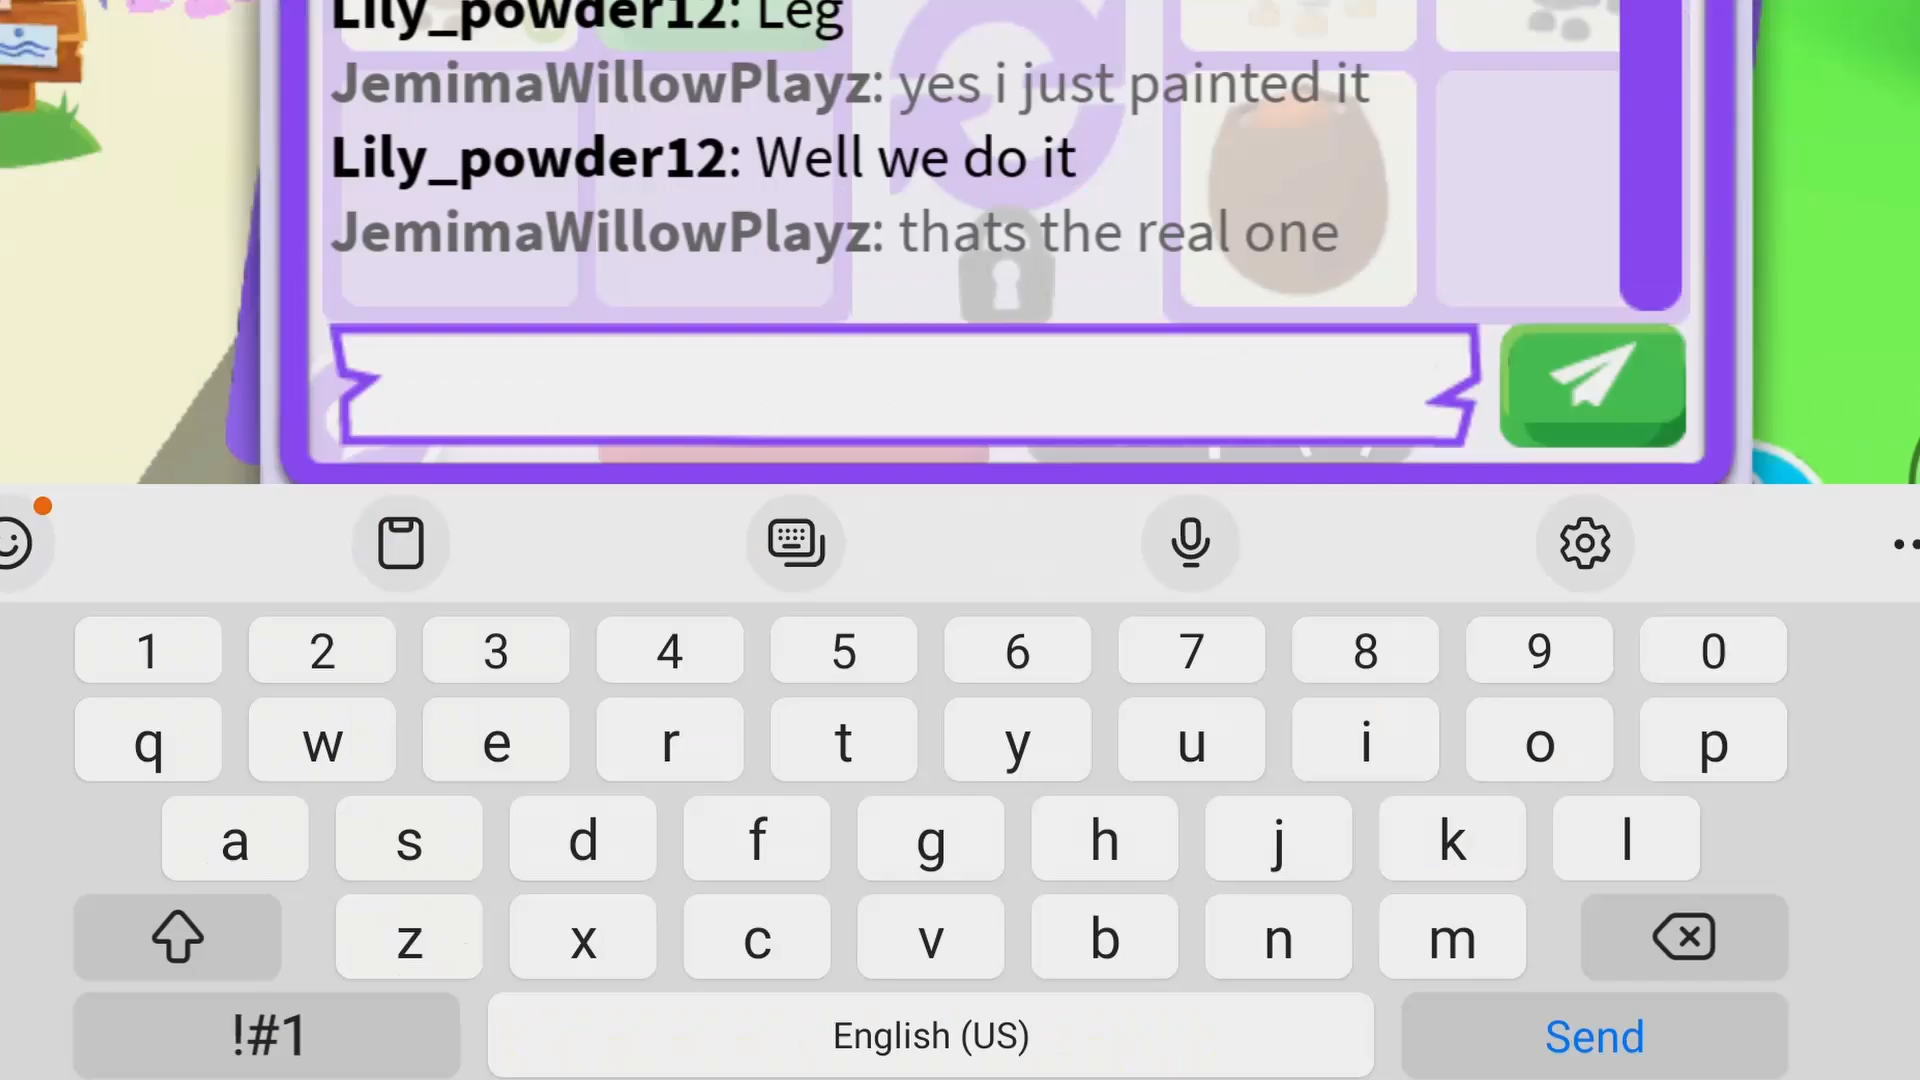 Lily_powder12: Leg
JemimaWillowPlayz: yes i just painted it
Lily_powder12: Well we do it
JemimaWillowPlayz: thats the real one
1 2 3 4 5 6 7 8 9 0
q w e r t y u i o p
a s d f g h j k l
z x c v b n m
!#1 English (US) Send